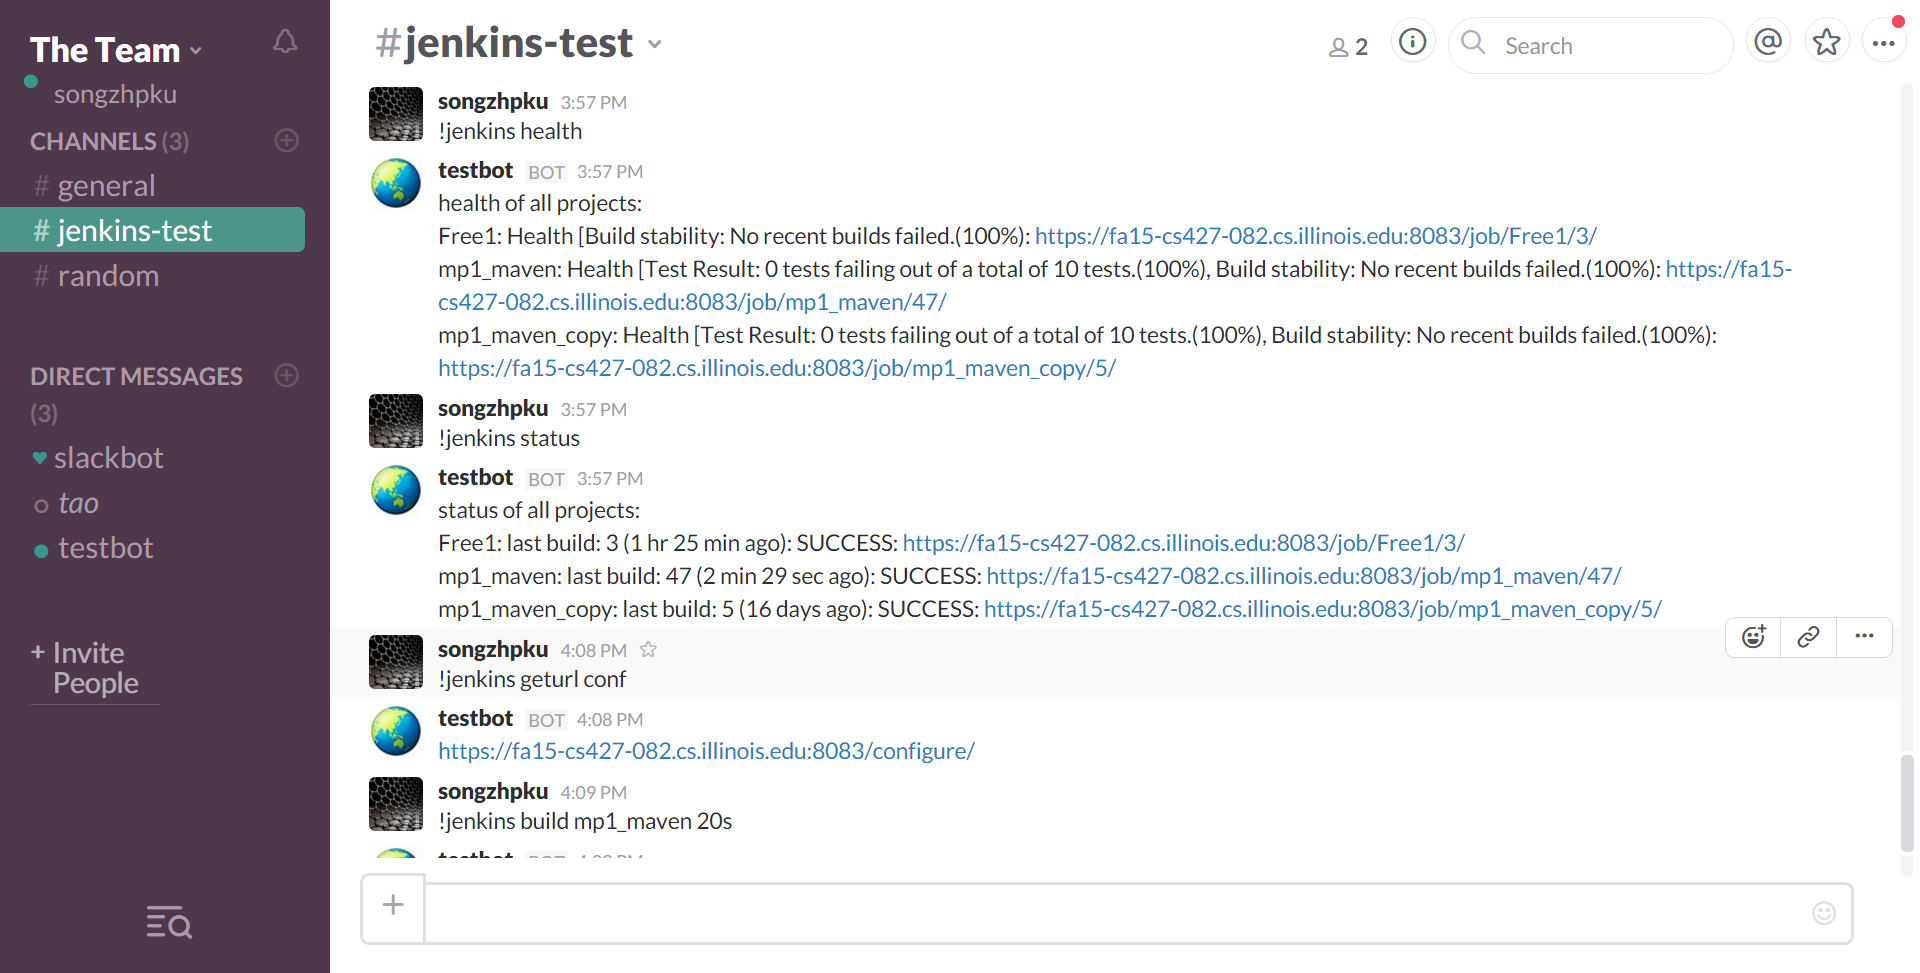 The Team
songzhpku
CHANNELS (3)
# general
# jenkins-test
# random
DIRECT MESSAGES
(3)
slackbot
tao
testbot
+ Invite
People
#jenkins-test
2
Search
songzhpku 3:57 PM
!jenkins health
testbot BOT 3:57 PM
health of all projects:
Free1: Health [Build stability: No recent builds failed.(100%): https://fa15-cs427-082.cs.illinois.edu:8083/job/Free1/3/
mp1_maven: Health [Test Result: 0 tests failing out of a total of 10 tests.(100%), Build stability: No recent builds failed.(100%): https://fa15-
cs427-082.cs.illinois.edu:8083/job/mp1_maven/47/
mp1_maven_copy: Health [Test Result: 0 tests failing out of a total of 10 tests.(100%), Build stability: No recent builds failed.(100%):
https://fa15-cs427-082.cs.illinois.edu:8083/job/mp1_maven_copy/5/
songzhpku 3:57 PM
!jenkins status
testbot BOT 3:57 PM
status of all projects:
Free1: last build: 3 (1 hr 25 min ago): SUCCESS: https://fa15-cs427-082.cs.illinois.edu:8083/job/Free1/3/
mp1_maven: last build: 47 (2 min 29 sec ago): SUCCESS: https://fa15-cs427-082.cs.illinois.edu:8083/job/mp1_maven/47/
mp1_maven_copy: last build: 5 (16 days ago): SUCCESS: https://fa15-cs427-082.cs.illinois.edu:8083/job/mp1_maven_copy/5/
songzhpku 4:08 PM
!jenkins geturl conf
testbot BOT 4:08 PM
https://fa15-cs427-082.cs.illinois.edu:8083/configure/
songzhpku 4:09 PM
!jenkins build mp1_maven 20s
testbot BOT